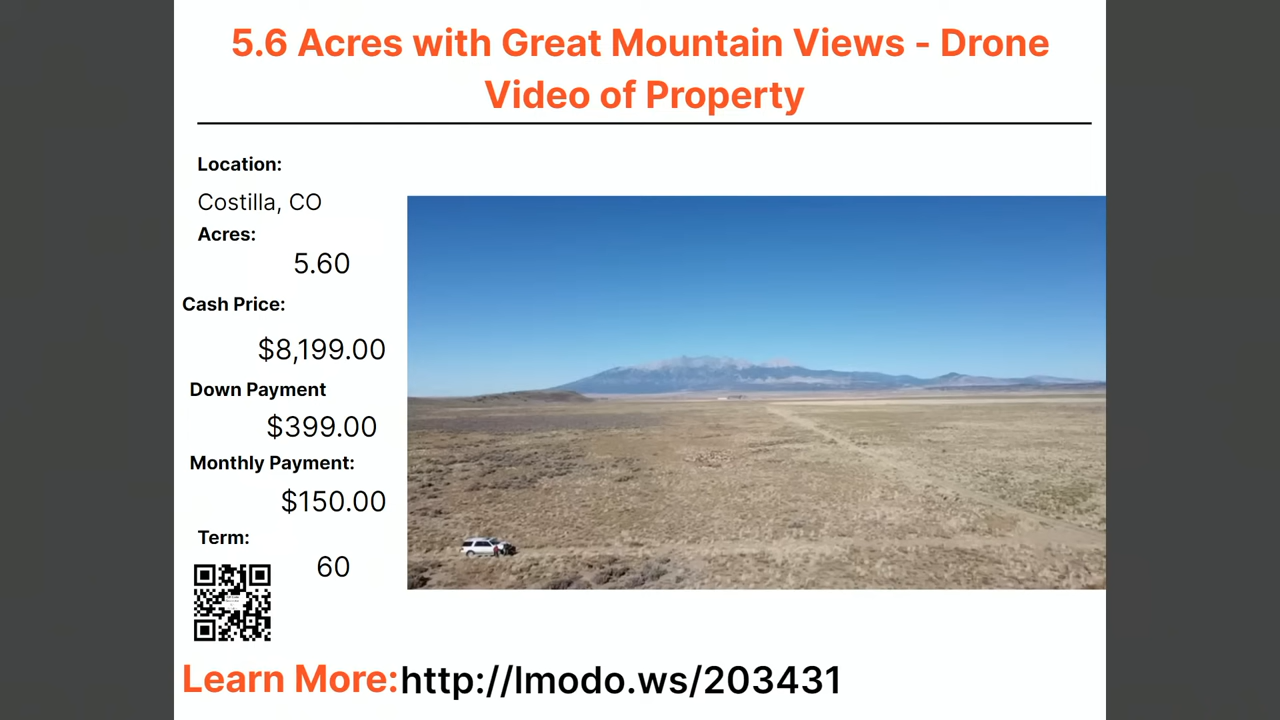 5.6 Acres with Great Mountain Views - Drone
Video of Property
Location:
Costilla, CO
Acres:
5.60
Cash Price:
$8,199.00
Down Payment
$399.00
Monthly Payment:
$150.00
Term:
60
Learn More:http://lmodo.ws/203431